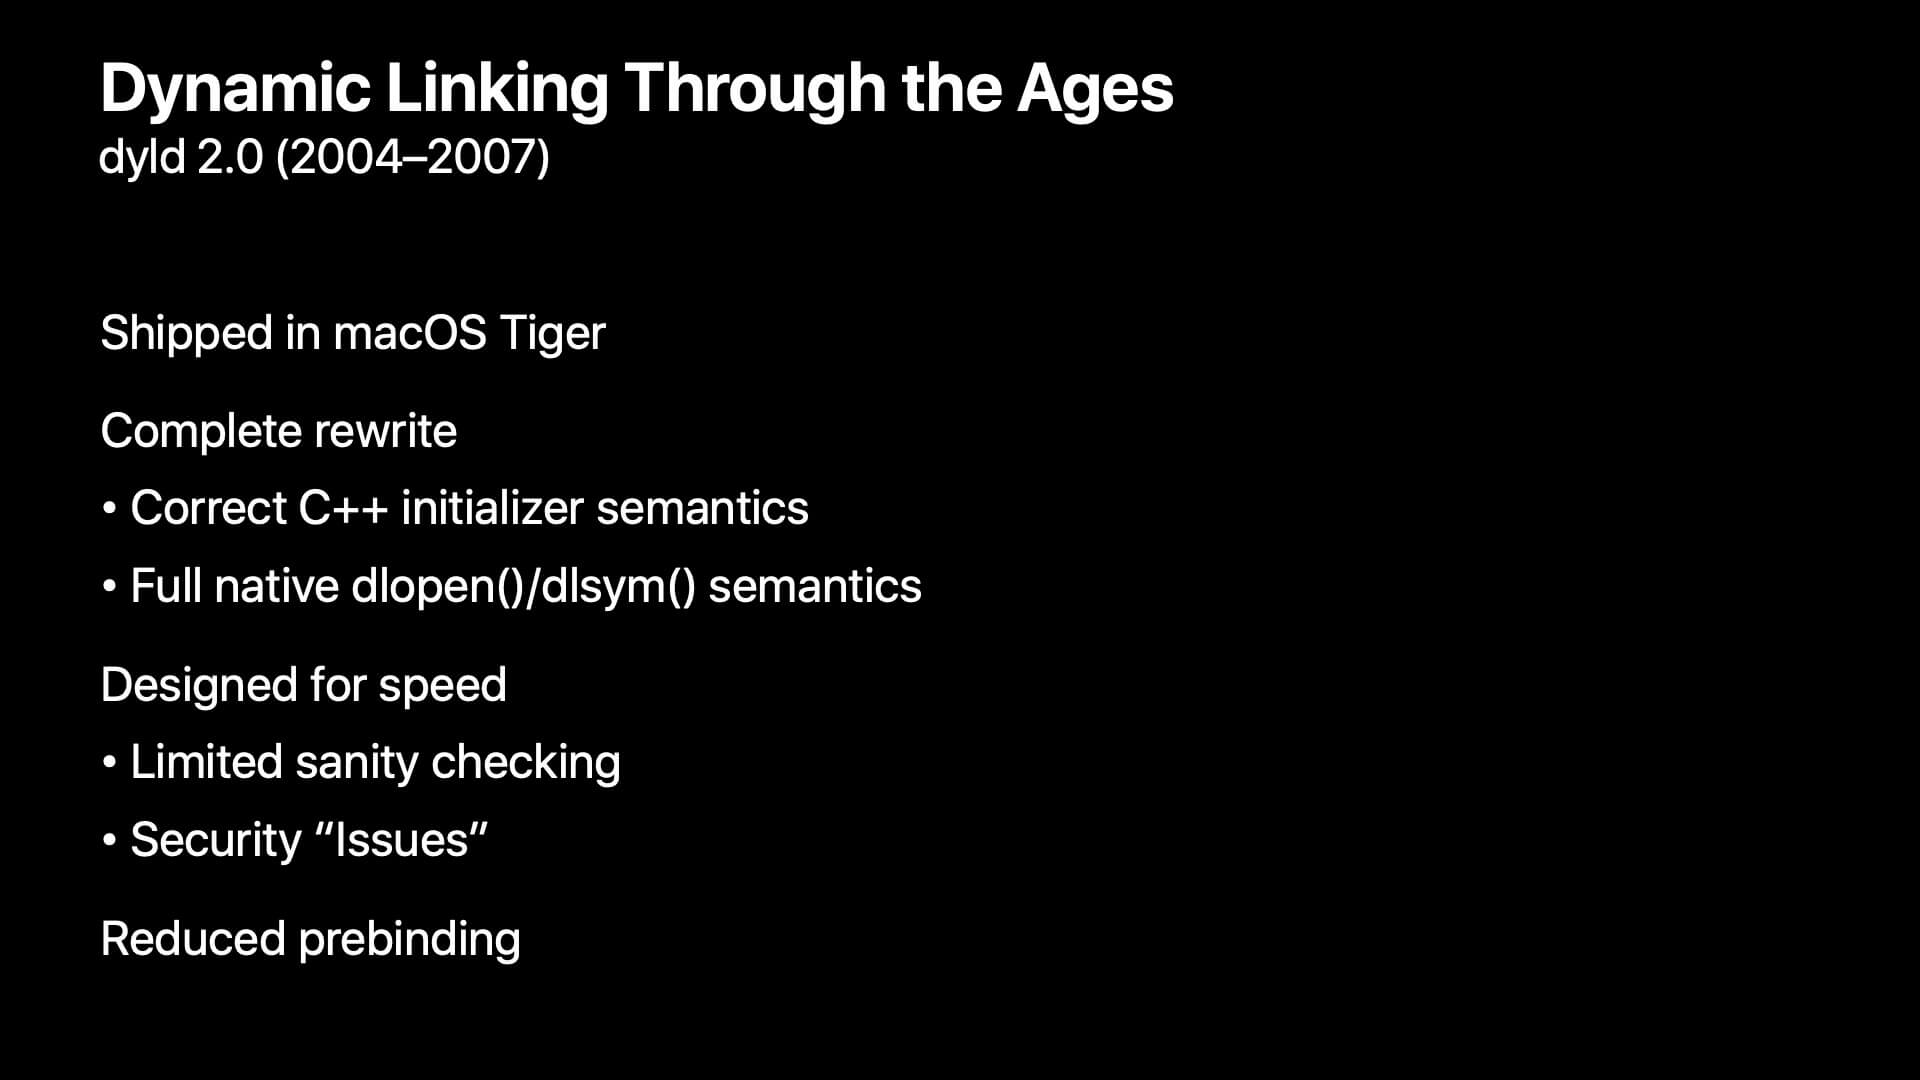 Dynamic Linking Through the Ages
dyld 2.0 (2004–2007)
Shipped in macOS Tiger
Complete rewrite
• Correct C++ initializer semantics
• Full native dlopen()/dlsym() semantics
Designed for speed
• Limited sanity checking
• Security “Issues”
Reduced prebinding